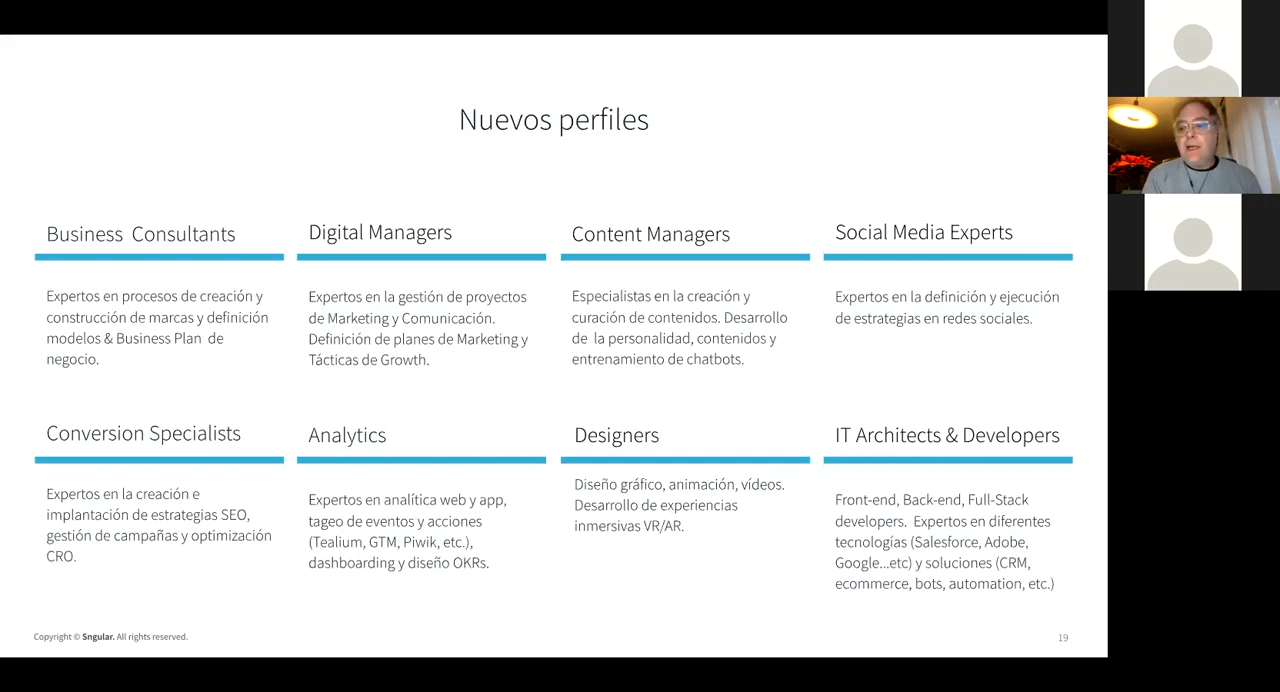 Nuevos perfiles
Business Consultants
Expertos en procesos de creación y
construcción de marcas y definición
modelos & Business Plan de
negocio.
Digital Managers
Expertos en la gestión de proyectos
de Marketing y Comunicación.
Definición de planes de Marketing y
Tácticas de Growth.
Content Managers
Especialistas en la creación y
curación de contenidos. Desarrollo
de la personalidad, contenidos y
entrenamiento de chatbots.
Social Media Experts
Expertos en la definición y ejecución
de estrategias en redes sociales.
Conversion Specialists
Expertos en la creación e
implantación de estrategias SEO,
gestión de campañas y optimización
CRO.
Analytics
Expertos en analítica web y app,
tageo de eventos y acciones
(Tealium, GTM, Piwik, etc.),
dashboarding y diseño OKRs.
Designers
Diseño gráfico, animación, vídeos.
Desarrollo de experiencias
inmersivas VR/AR.
IT Architects & Developers
Front-end, Back-end, Full-Stack
developers. Expertos en diferentes
tecnologías (Salesforce, Adobe,
Google...etc) y soluciones (CRM,
ecommerce, bots, automation, etc.)
Copyright © Sngular. All rights reserved.
19